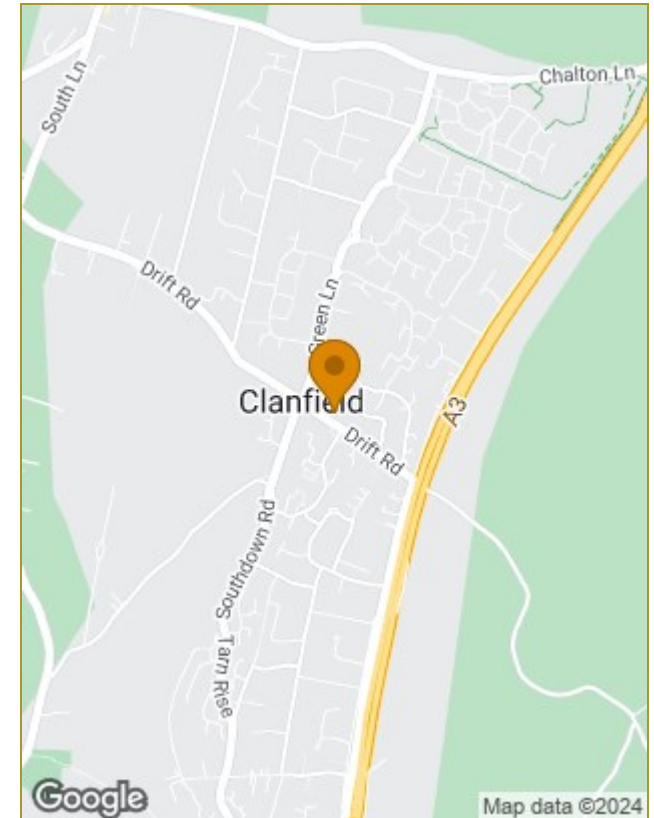 Chalton Ln
South Ln
Drift Rd
Green Ln
Clanfield
A3
Drift Rd
Southdown Rd
Tarn Rise
Google
Map data ©2024